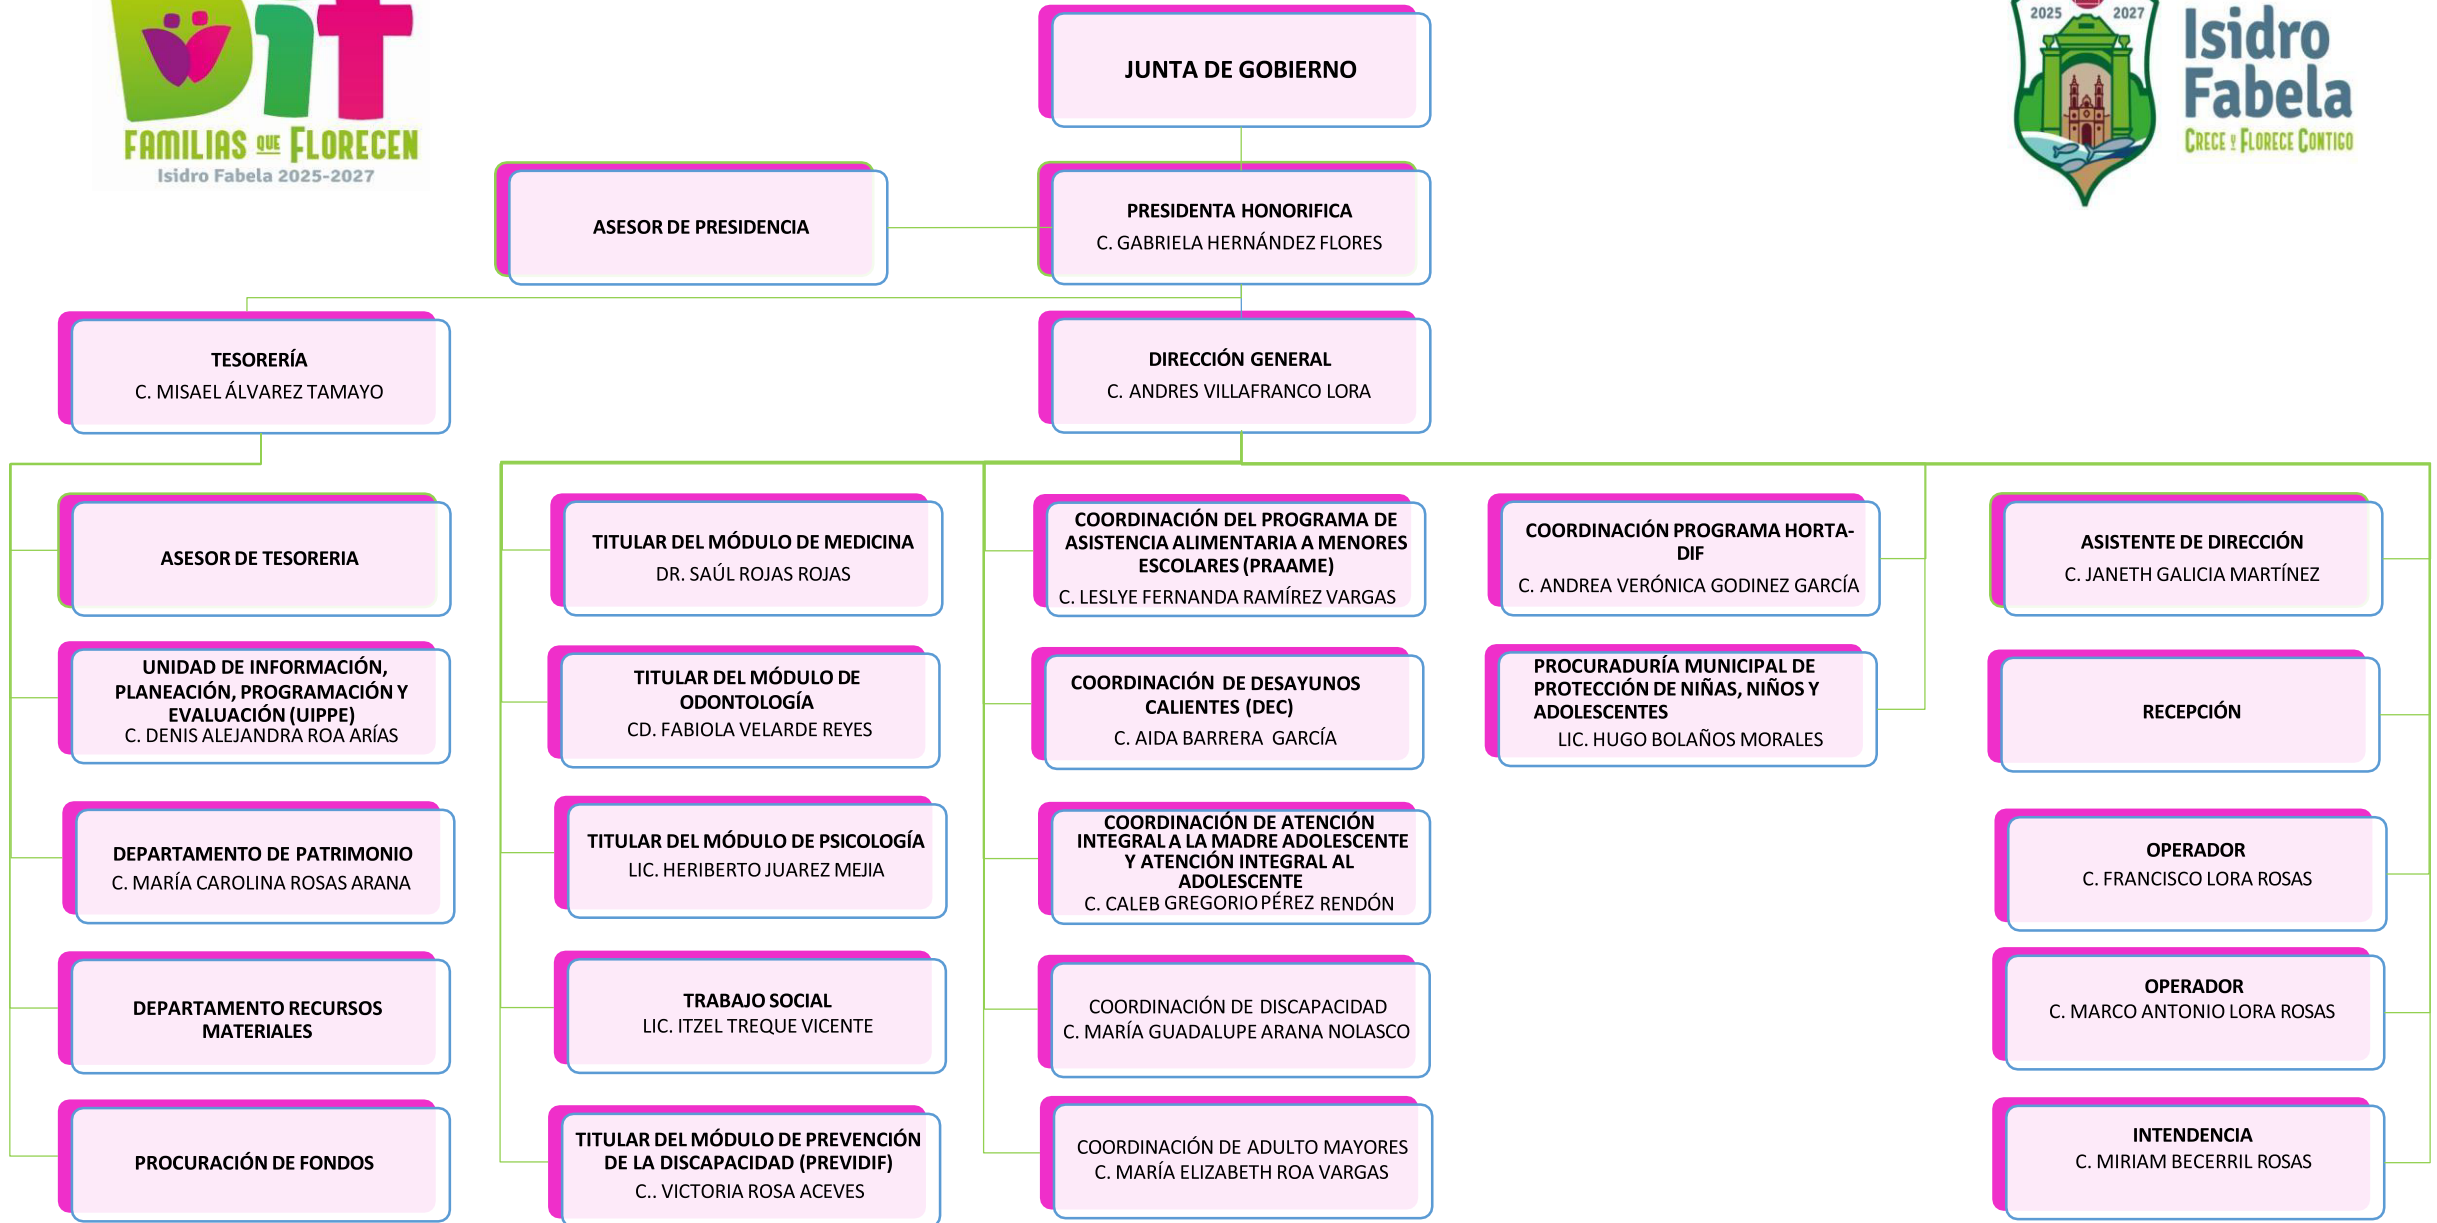 Dif
FAMILIAS QUE FLORECEN
Isidro Fabela 2025-2027
2025 2027
Isidro
Fabela
CRECE Y FLORECE CONTIGO
JUNTA DE GOBIERNO
ASESOR DE PRESIDENCIA
PRESIDENTA HONORIFICA
C. GABRIELA HERNÁNDEZ FLORES
TESORERÍA
C. MISAEL ÁLVAREZ TAMAYO
DIRECCIÓN GENERAL
C. ANDRES VILLAFRANCO LORA
ASESOR DE TESORERIA
UNIDAD DE INFORMACIÓN,
PLANEACIÓN, PROGRAMACIÓN Y
EVALUACIÓN (UIPPE)
C. DENIS ALEJANDRA ROA ARÍAS
DEPARTAMENTO DE PATRIMONIO
C. MARÍA CAROLINA ROSAS ARANA
DEPARTAMENTO RECURSOS
MATERIALES
PROCURACIÓN DE FONDOS
TITULAR DEL MÓDULO DE MEDICINA
DR. SAÚL ROJAS ROJAS
TITULAR DEL MÓDULO DE
ODONTOLOGÍA
CD. FABIOLA VELARDE REYES
TITULAR DEL MÓDULO DE PSICOLOGÍA
LIC. HERIBERTO JUAREZ MEJIA
TRABAJO SOCIAL
LIC. ITZEL TREQUE VICENTE
TITULAR DEL MÓDULO DE PREVENCIÓN
DE LA DISCAPACIDAD (PREVIDIF)
C.. VICTORIA ROSA ACEVES
COORDINACIÓN DEL PROGRAMA DE
ASISTENCIA ALIMENTARIA A MENORES
ESCOLARES (PRAAME)
C. LESLYE FERNANDA RAMÍREZ VARGAS
COORDINACIÓN DE DESAYUNOS
CALIENTES (DEC)
C. AIDA BARRERA GARCÍA
COORDINACIÓN DE ATENCIÓN
INTEGRAL A LA MADRE ADOLESCENTE
Y ATENCIÓN INTEGRAL AL
ADOLESCENTE
C. CALEB GREGORIO PÉREZ RENDÓN
COORDINACIÓN DE DISCAPACIDAD
C. MARÍA GUADALUPE ARANA NOLASCO
COORDINACIÓN DE ADULTO MAYORES
C. MARÍA ELIZABETH ROA VARGAS
COORDINACIÓN PROGRAMA HORTA-
DIF
C. ANDREA VERÓNICA GODINEZ GARCÍA
PROCURADURÍA MUNICIPAL DE
PROTECCIÓN DE NIÑAS, NIÑOS Y
ADOLESCENTES
LIC. HUGO BOLAÑOS MORALES
ASISTENTE DE DIRECCIÓN
C. JANETH GALICIA MARTÍNEZ
RECEPCIÓN
OPERADOR
C. FRANCISCO LORA ROSAS
OPERADOR
C. MARCO ANTONIO LORA ROSAS
INTENDENCIA
C. MIRIAM BECERRIL ROSAS